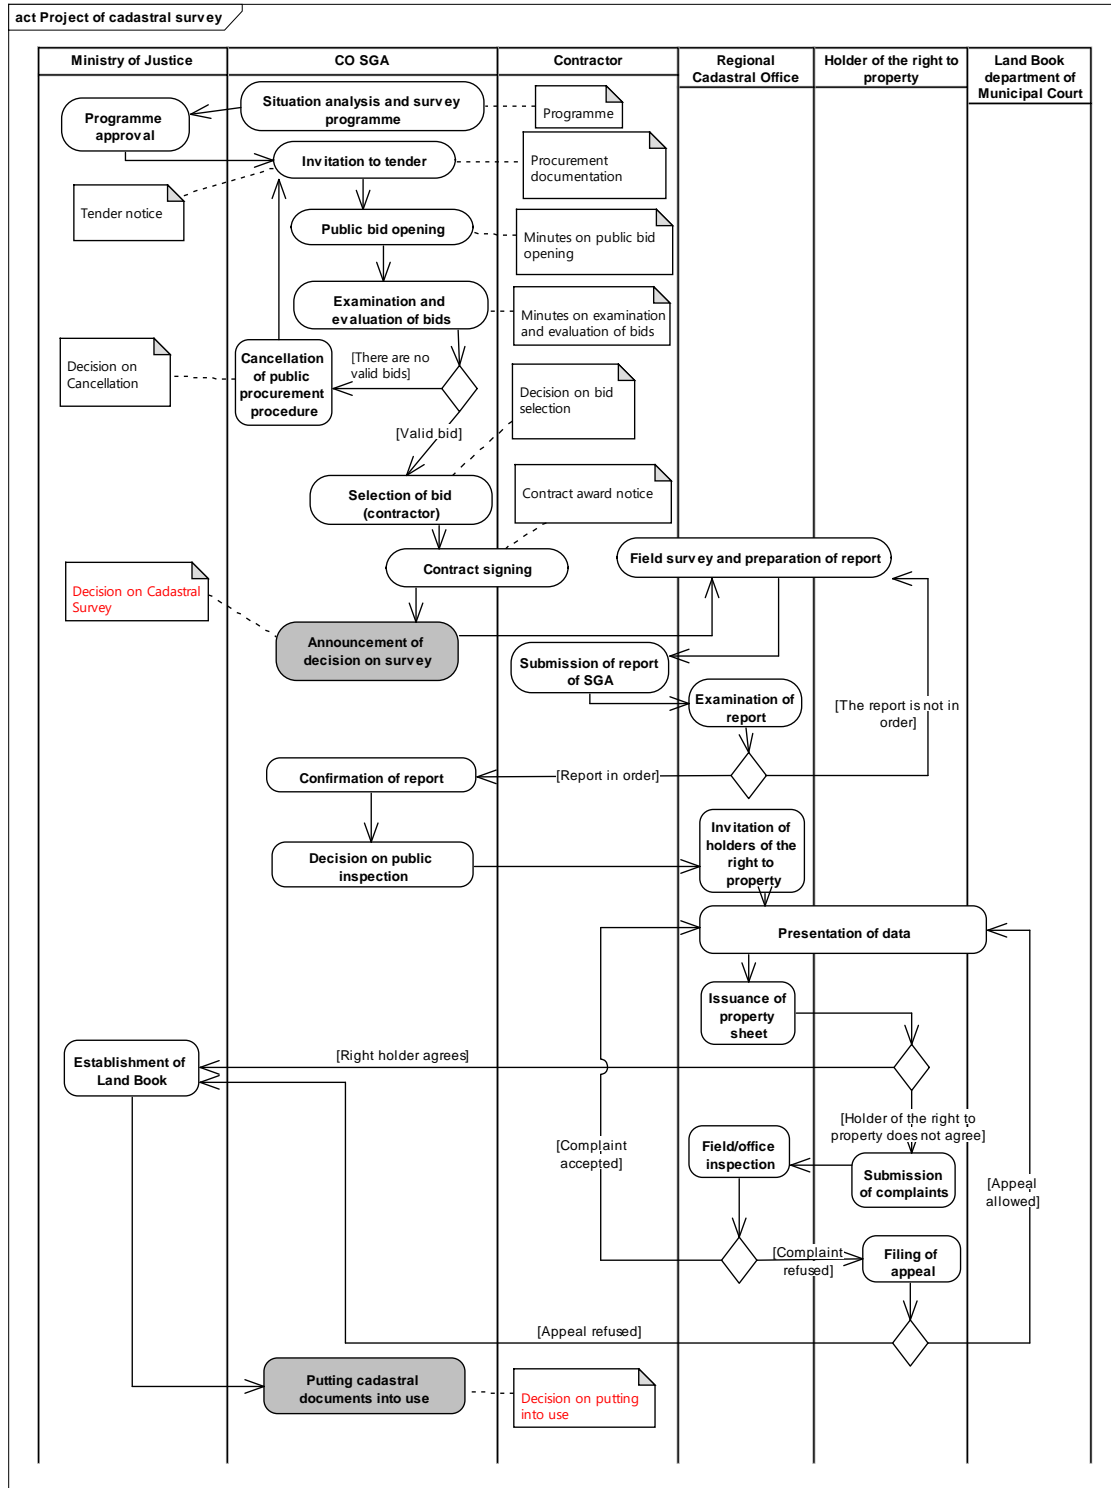 act Project of cadastral survey
Ministry of Justice
CO SGA
Contractor
Regional
Cadastral Office
Holder of the right to
property
Land Book
department of
Municipal Court
Situation analysis and survey
programme
Programme
Programme
approval
Invitation to tender
Procurement
documentation
Tender notice
Public bid opening
Minutes on public bid
opening
Examination and
evaluation of bids
Minutes on examination
and evaluation of bids
Decision on
Cancellation
Cancellation
of public
procurement
procedure
[There are no
valid bids]
Decision on bid
selection
[Valid bid]
Selection of bid
(contractor)
Contract award notice
Contract signing
Field survey and preparation of report
Decision on Cadastral
Survey
Announcement of
decision on survey
Submission of report
of SGA
Examination of
report
[The report is not in
order]
Confirmation of report
[Report in order]
Invitation of
holders of the
right to
property
Decision on public
inspection
Presentation of data
Issuance of
property
sheet
Establishment of
Land Book
[Right holder agrees]
[Holder of the right to
property does not agree]
[Complaint
accepted]
Field/office
inspection
Submission
of complaints
[Appeal
allowed]
[Complaint
refused]
Filing of
appeal
[Appeal refused]
Putting cadastral
documents into use
Decision on putting
into use